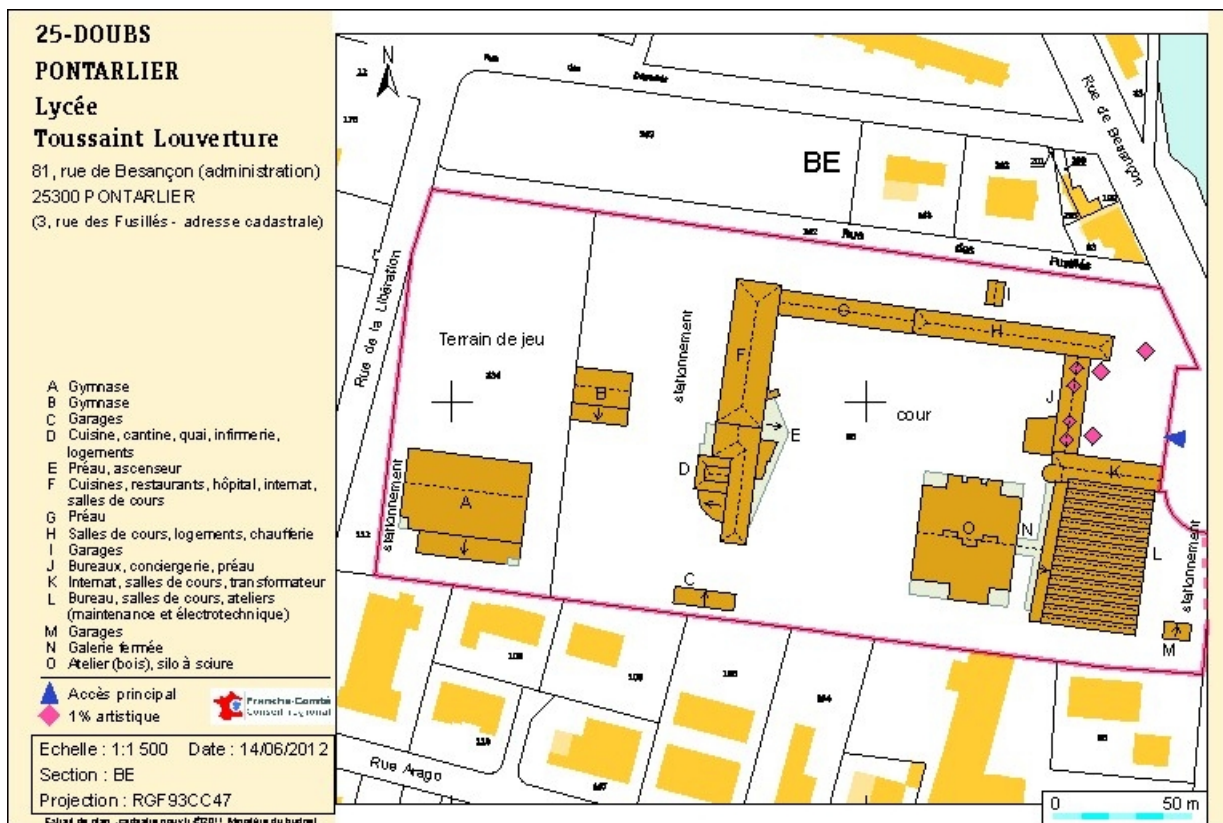 25-DOUBS
PONTARLIER
Lycée
Toussaint Louverture
81, rue de Besançon (administration)
25300 PONTARLIER
(3, rue des Fusillés - adresse cadastrale)
A Gymnase
B Gymnase
C Garages
D Cuisine, cantine, quai, infirmerie,
logements
E Préau, ascenseur
F Cuisines, restaurants, hôpital, internat,
salles de cours
G Préau
H Salles de cours, logements, chaufferie
I Garages
J Bureaux, conciergerie, préau
K Internat, salles de cours, transformateur
L Bureau, salles de cours, ateliers
(maintenance et électrotechnique)
M Garages
N Galerie fermée
O Atelier (bois), silo à sciure
Accès principal
1% artistique
Franche-Comté
Conseil régional
Echelle : 1:1 500 Date : 14/06/2012
Section : BE
Projection : RGF93CC47
N
BE
Rue de Besançon
Rue des Fusillés
Rue de la Libération
Terrain de jeu
stationnement
stationnement
stationnement
cour
A
B
C
D
E
F
G
H
I
J
K
L
M
N
O
Rue Arago
0 50 m